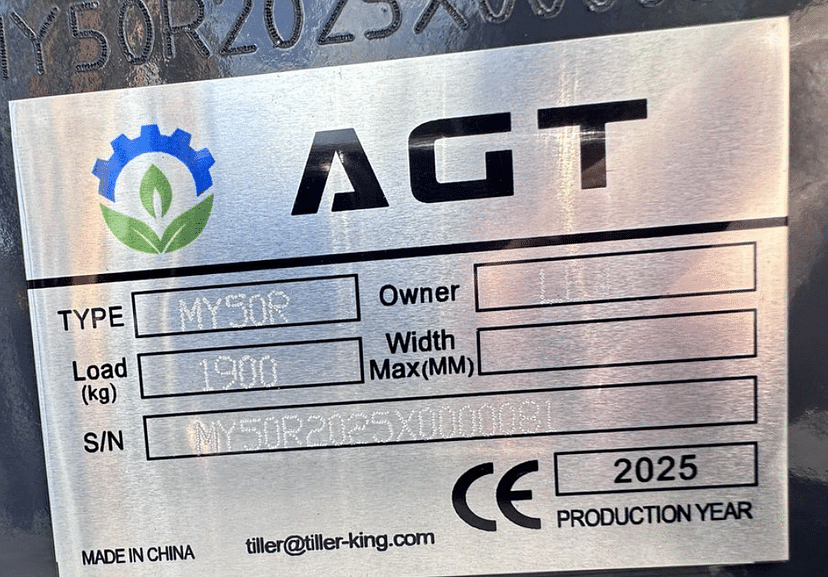 MY50R2025X0000
AGT
TYPE MY50R Owner
Load (kg) 1900 Width Max(MM)
S/N MY50R2025X0000081
CE 2025
PRODUCTION YEAR
MADE IN CHINA tiller@tiller-king.com